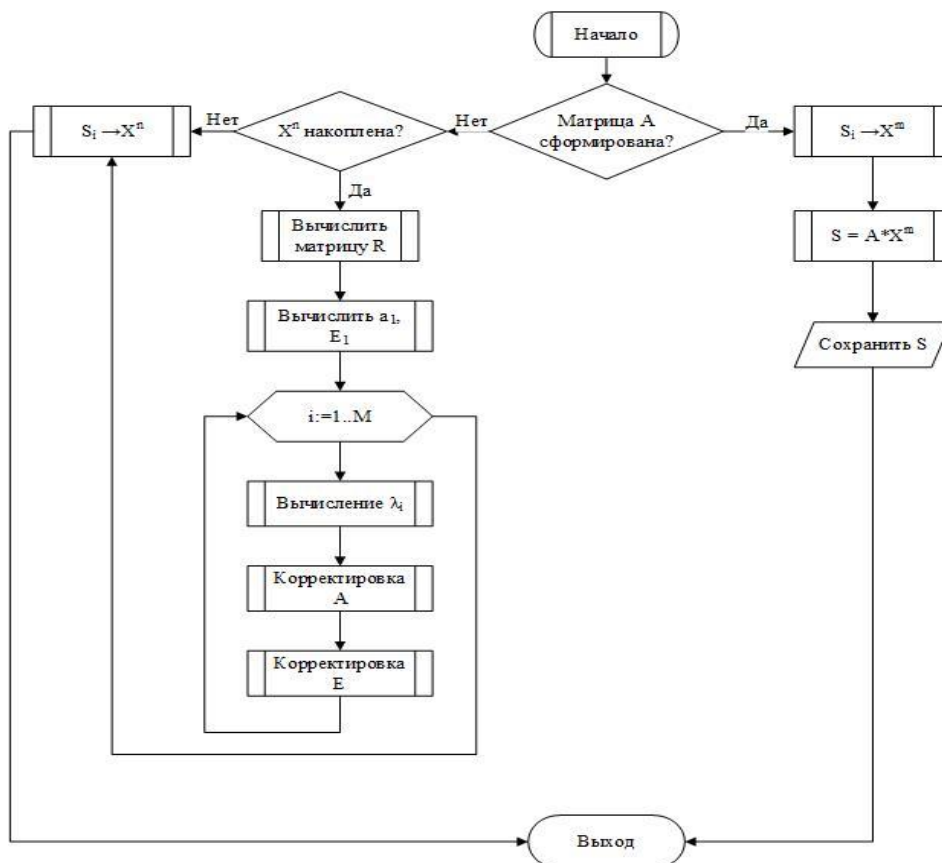 Начало
Матрица А
сформирована?
Да
Нет
Xⁿ накоплена?
Нет
Да
Sᵢ →Xⁿ
Sᵢ →Xᵐ
S = A*Xᵐ
Сохранить S
Вычислить
матрицу R
Вычислить a₁,
E₁
i:=1..M
Вычисление λᵢ
Корректировка
A
Корректировка
E
Выход